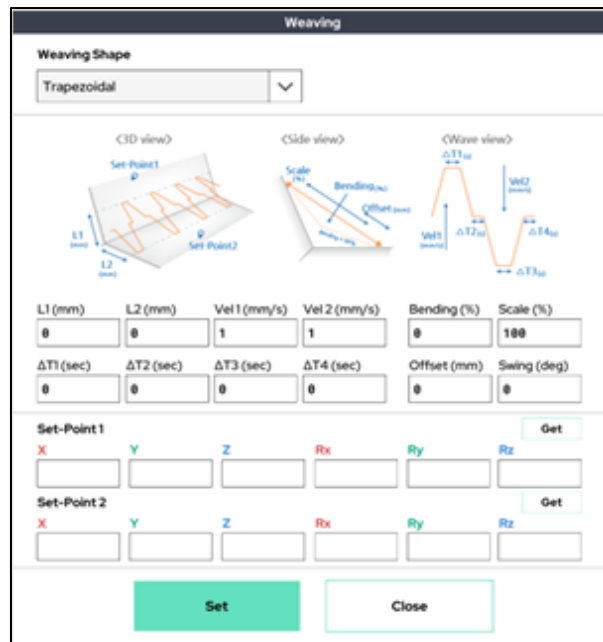 Weaving
Weaving Shape
Trapezoidal
<3D view> <Side view> <Wave view>
Set-Point1
Set-Point2
L1
(mm)
L2
(mm)
Scale
(%)
Bending(%)
Offset(mm)
ΔT1(s)
Vel2
(mm/s)
Vel1
(mm/s)
ΔT2(s)
ΔT4(s)
ΔT3(s)
L1 (mm) L2 (mm) Vel 1 (mm/s) Vel 2 (mm/s) Bending (%) Scale (%)
0 0 1 1 0 100
ΔT1 (sec) ΔT2 (sec) ΔT3 (sec) ΔT4 (sec) Offset (mm) Swing (deg)
0 0 0 0 0 0
Set-Point 1 Get
X Y Z Rx Ry Rz
Set-Point 2 Get
X Y Z Rx Ry Rz
Set Close